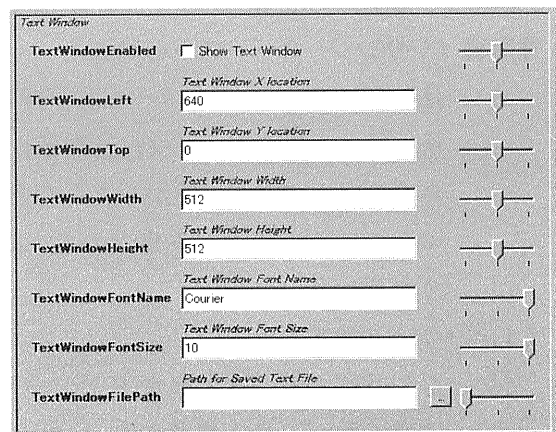 Text Window
TextWindowEnabled Show Text Window
Text Window X location
TextWindowLeft 640
Text Window Y location
TextWindowTop 0
Text Window Width
TextWindowWidth 512
Text Window Height
TextWindowHeight 512
Text Window Font Name
TextWindowFontName Courier
Text Window Font Size
TextWindowFontSize 10
Path for Saved Text File
TextWindowFilePath ...